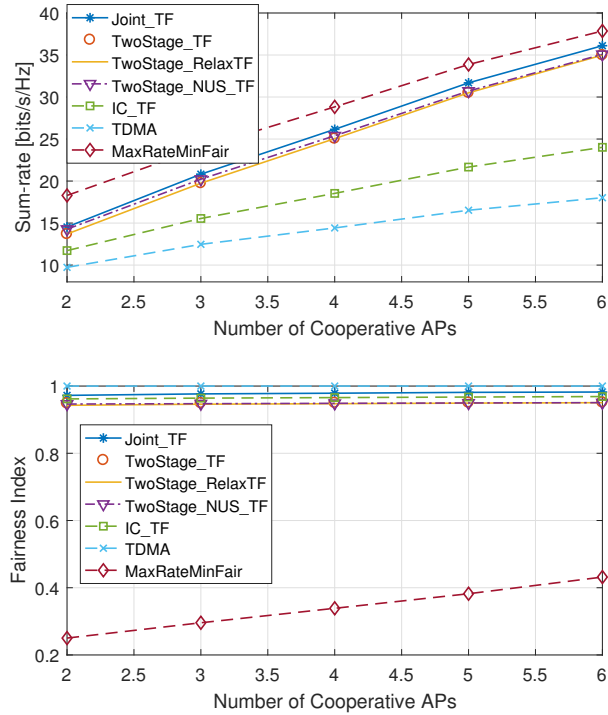 40
35
30
25
20
15
10
Sum-rate [bits/s/Hz]
Joint_TF
TwoStage_TF
TwoStage_RelaxTF
TwoStage_NUS_TF
IC_TF
TDMA
MaxRateMinFair
2 2.5 3 3.5 4 4.5 5 5.5 6
Number of Cooperative APs
1
0.8
0.6
0.4
0.2
Fairness Index
Joint_TF
TwoStage_TF
TwoStage_RelaxTF
TwoStage_NUS_TF
IC_TF
TDMA
MaxRateMinFair
2 2.5 3 3.5 4 4.5 5 5.5 6
Number of Cooperative APs